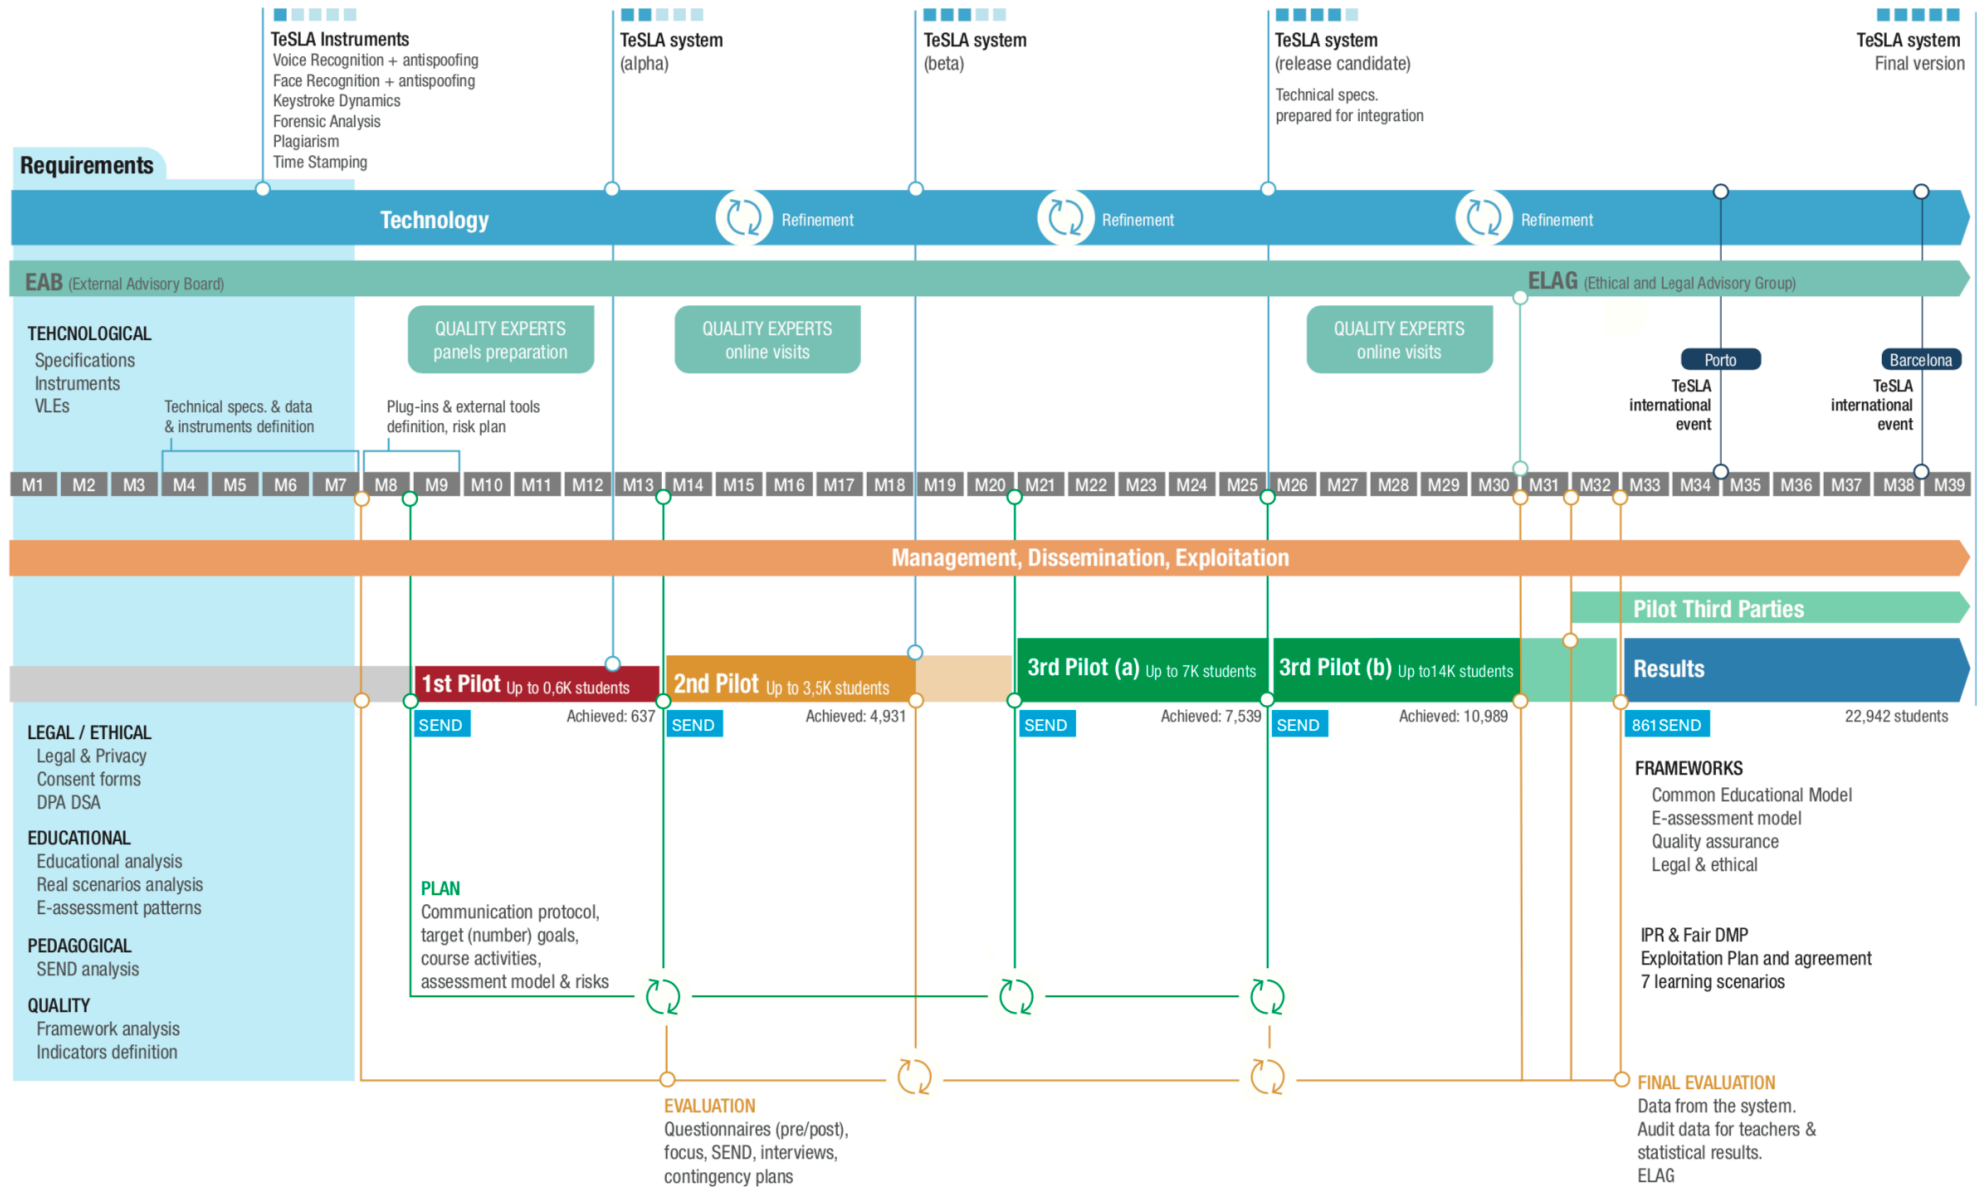 TeSLA Instruments
Voice Recognition + antispoofing
Face Recognition + antispoofing
Keystroke Dynamics
Forensic Analysis
Plagiarism
Time Stamping
TeSLA system
(alpha)
TeSLA system
(beta)
TeSLA system
(release candidate)
Technical specs.
prepared for integration
TeSLA system
Final version
Requirements
Technology
Refinement
Refinement
Refinement
EAB (External Advisory Board)
ELAG (Ethical and Legal Advisory Group)
TEHCNOLOGICAL
Specifications
Instruments
VLEs
QUALITY EXPERTS
panels preparation
QUALITY EXPERTS
online visits
QUALITY EXPERTS
online visits
Porto
TeSLA
international
event
Barcelona
TeSLA
international
event
Technical specs. & data
& instruments definition
Plug-ins & external tools
definition, risk plan
M1 M2 M3 M4 M5 M6 M7 M8 M9 M10 M11 M12 M13 M14 M15 M16 M17 M18 M19 M20 M21 M22 M23 M24 M25 M26 M27 M28 M29 M30 M31 M32 M33 M34 M35 M36 M37 M38 M39
Management, Dissemination, Exploitation
Pilot Third Parties
1st Pilot Up to 0,6K students
2nd Pilot Up to 3,5K students
3rd Pilot (a) Up to 7K students
3rd Pilot (b) Up to14K students
Results
SEND
Achieved: 637
SEND
Achieved: 4,931
SEND
Achieved: 7,539
SEND
Achieved: 10,989
861SEND
22,942 students
LEGAL / ETHICAL
Legal & Privacy
Consent forms
DPA DSA
EDUCATIONAL
Educational analysis
Real scenarios analysis
E-assessment patterns
PEDAGOGICAL
SEND analysis
QUALITY
Framework analysis
Indicators definition
PLAN
Communication protocol,
target (number) goals,
course activities,
assessment model & risks
EVALUATION
Questionnaires (pre/post),
focus, SEND, interviews,
contingency plans
FRAMEWORKS
Common Educational Model
E-assessment model
Quality assurance
Legal & ethical
IPR & Fair DMP
Exploitation Plan and agreement
7 learning scenarios
FINAL EVALUATION
Data from the system.
Audit data for teachers &
statistical results.
ELAG